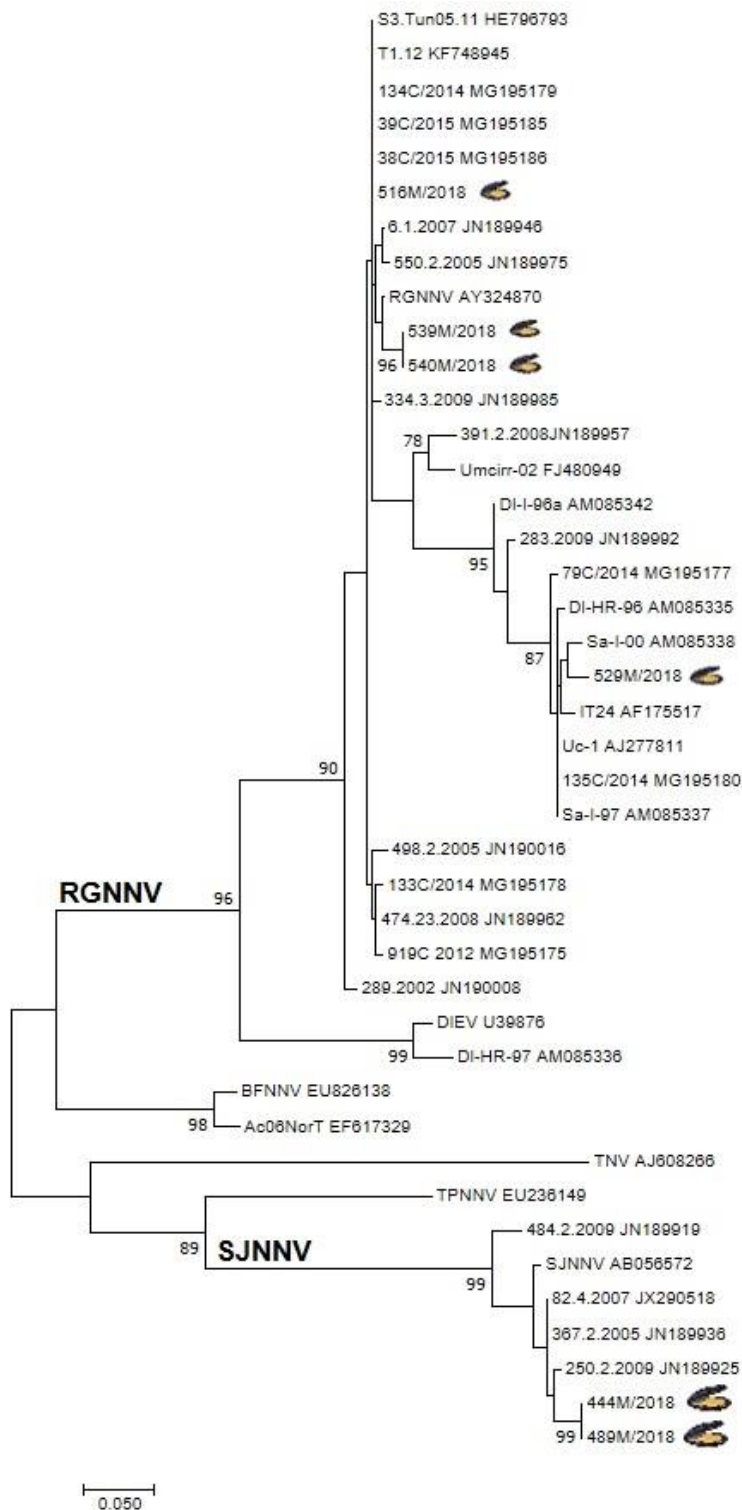 S3.Tun05.11 HE796793
T1.12 KF748945
134C/2014 MG195179
39C/2015 MG195185
38C/2015 MG195186
516M/2018
6.1.2007 JN189946
550.2.2005 JN189975
RGNNV AY324870
539M/2018
96 540M/2018
334.3.2009 JN189985
78 391.2.2008JN189957
Umcirr-02 FJ480949
DI-I-96a AM085342
95 283.2009 JN189992
79C/2014 MG195177
DI-HR-96 AM085335
87 Sa-I-00 AM085338
529M/2018
IT24 AF175517
Uc-1 AJ277811
90 135C/2014 MG195180
Sa-I-97 AM085337
498.2.2005 JN190016
RGNNV 96 133C/2014 MG195178
474.23.2008 JN189962
919C 2012 MG195175
289.2002 JN190008
DIEV U39876
99 DI-HR-97 AM085336
BFNNV EU826138
98 Ac06NorT EF617329
TNV AJ608266
TPNNV EU236149
89 SJNNV 484.2.2009 JN189919
99 SJNNV AB056572
82.4.2007 JX290518
367.2.2005 JN189936
250.2.2009 JN189925
444M/2018
99 489M/2018
0.050